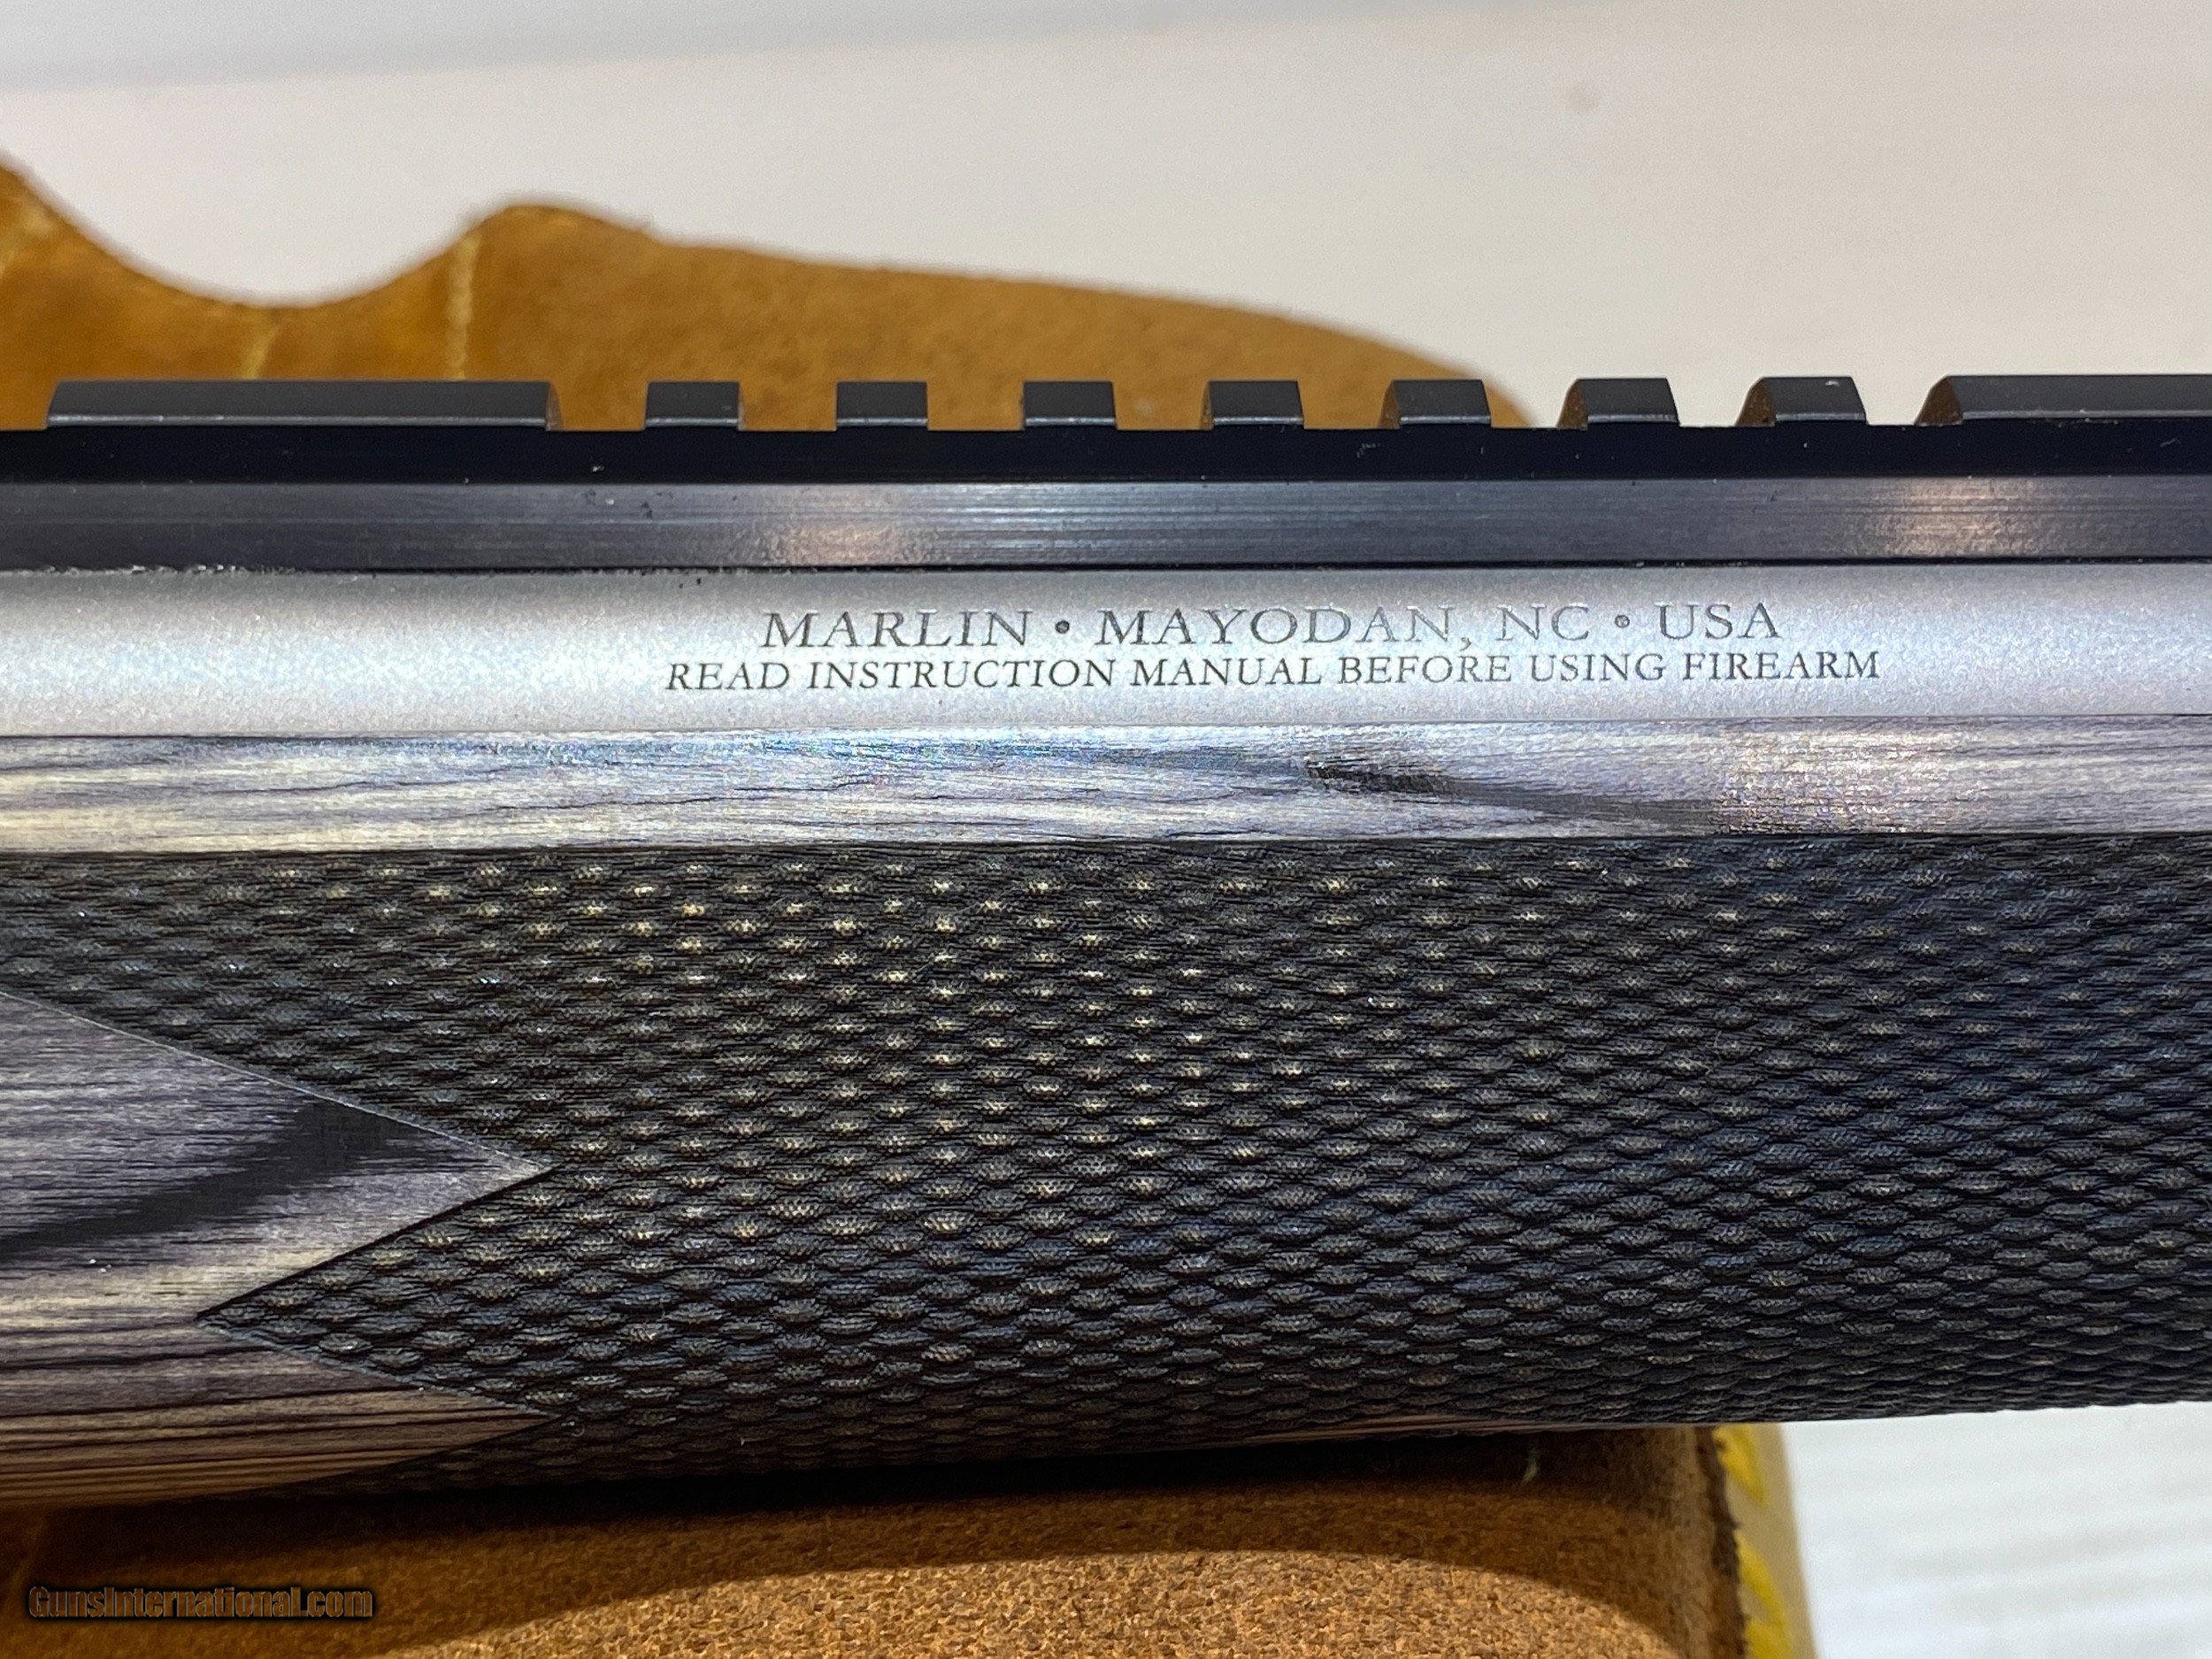 MARLIN • MAYODAN, NC • USA
READ INSTRUCTION MANUAL BEFORE USING FIREARM
GunsInternational.com